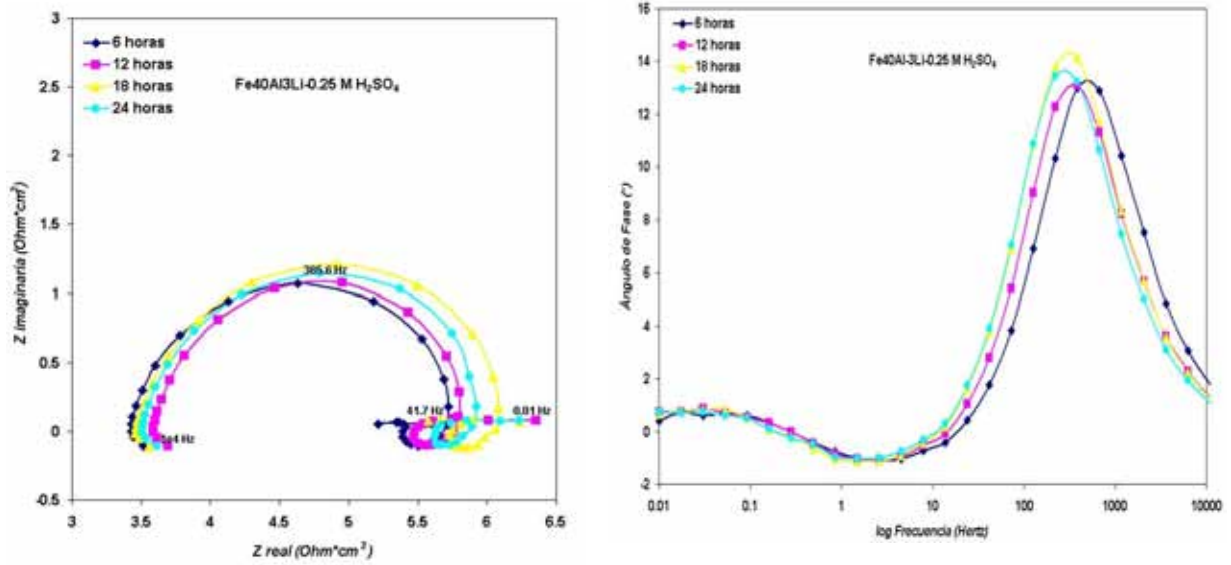 3
2.5
2
1.5
1
0.5
0
-0.5
3
3.5
4
4.5
5
5.5
6
6.5
Z imaginaria (Ohm*cm²)
Z real (Ohm*cm²)
6 horas
12 horas
18 horas
24 horas
Fe40Al3Li-0.25 M H₂SO₄
385.6 Hz
41.7 Hz
0.01 Hz
16
14
12
10
8
6
4
2
0
-2
0.01
0.1
1
10
100
1000
10000
Ángulo de Fase (°)
log Frecuencia (Hertz)
6 horas
12 horas
18 horas
24 horas
Fe40Al3Li-0.25 M H₂SO₄